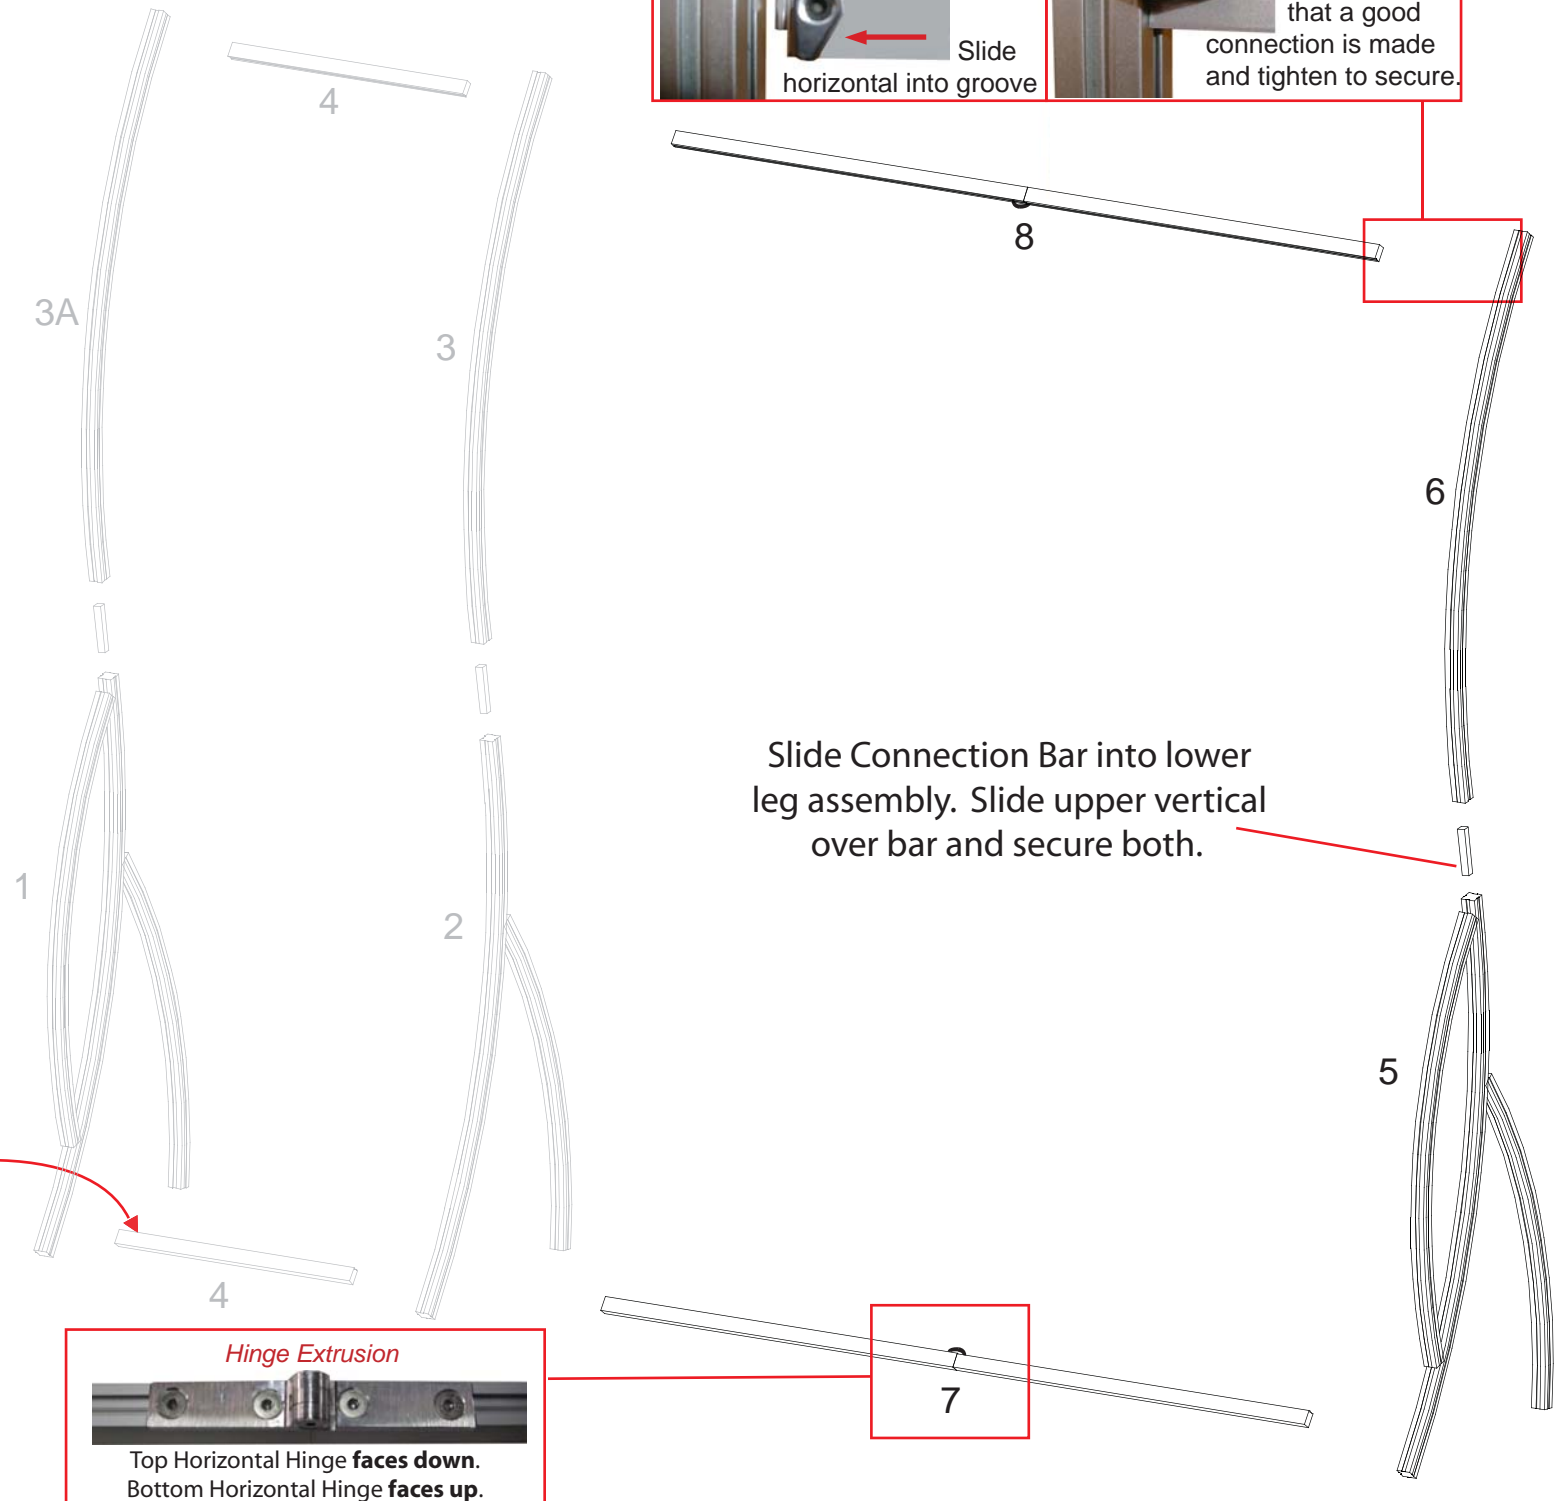 Slide
horizontal into groove
that a good
connection is made
and tighten to secure.
4
8
3A
3
6
Slide Connection Bar into lower
leg assembly. Slide upper vertical
over bar and secure both.
1
2
5
4
7
Hinge Extrusion
Top Horizontal Hinge faces down.
Bottom Horizontal Hinge faces up.